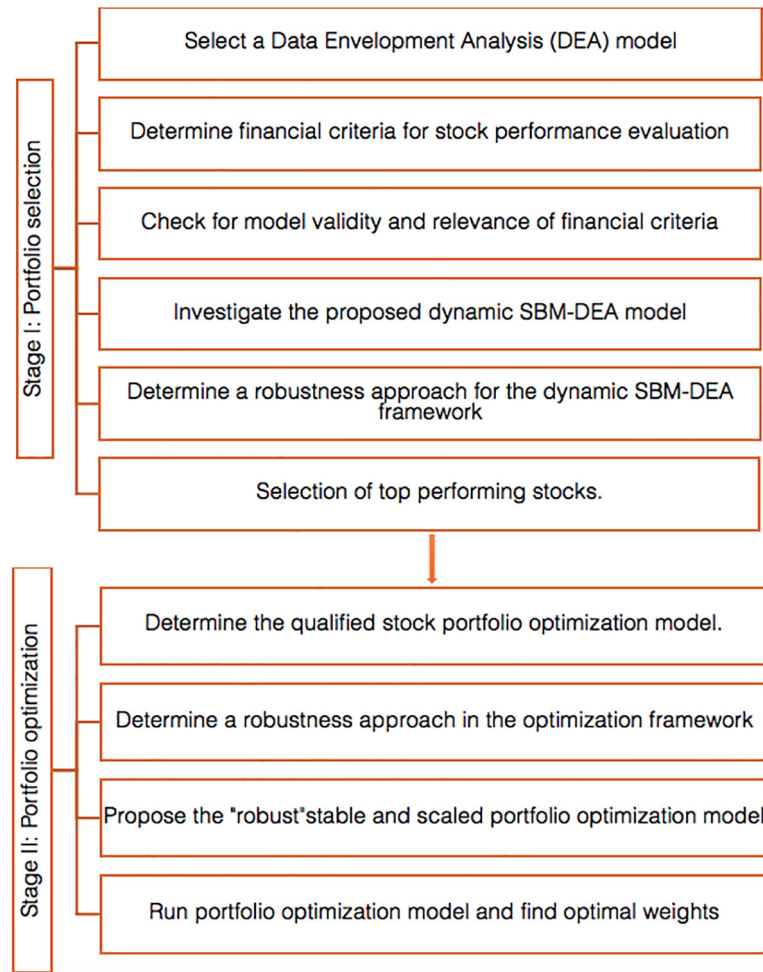 Stage I: Portfolio selection
Select a Data Envelopment Analysis (DEA) model
Determine financial criteria for stock performance evaluation
Check for model validity and relevance of financial criteria
Investigate the proposed dynamic SBM-DEA model
Determine a robustness approach for the dynamic SBM-DEA
framework
Selection of top performing stocks.
Stage II: Portfolio optimization
Determine the qualified stock portfolio optimization model.
Determine a robustness approach in the optimization framework
Propose the "robust"stable and scaled portfolio optimization model
Run portfolio optimization model and find optimal weights